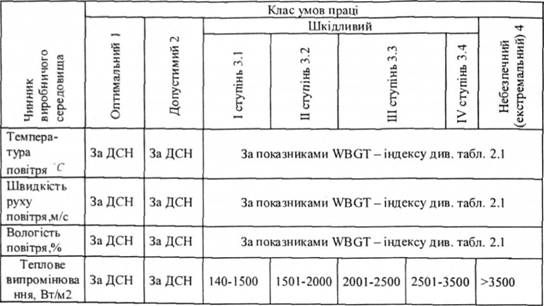 Клас умов праці
Чинник
виробничого
середовища
Оптимальний 1
Допустимий 2
Шкідливий
Небезпечний
(екстремальний) 4
І ступінь 3.1
ІІ ступінь 3.2
ІІІ ступінь 3.3
IV ступінь 3.4
Темпера-
тура
повітря °С
За ДСН
За ДСН
За показниками WBGT – індексу див. табл. 2.1
Швидкість
руху
повітря,м/с
За ДСН
За ДСН
За показниками WBGT – індексу див. табл. 2.1
Вологість
повітря,%
За ДСН
За ДСН
За показниками WBGT – індексу див. табл. 2.1
Теплове
випромінюва
ння, Вт/м2
За ДСН
За ДСН
140-1500
1501-2000
2001-2500
2501-3500
>3500